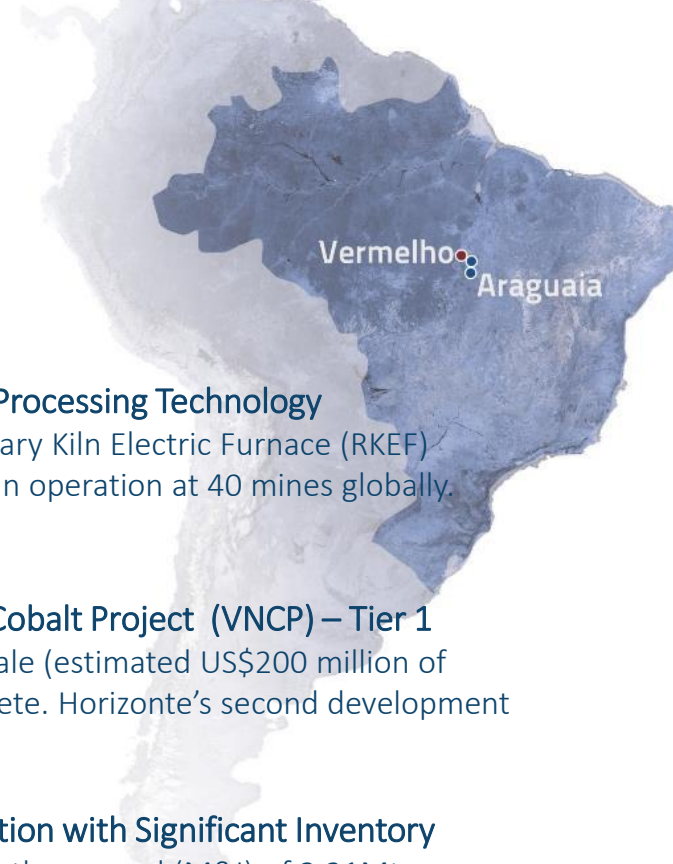 Vermelho
Araguaia
Processing Technology
ary Kiln Electric Furnace (RKEF)
n operation at 40 mines globally.
Cobalt Project (VNCP) – Tier 1
ale (estimated US$200 million of
ete. Horizonte’s second development
tion with Significant Inventory